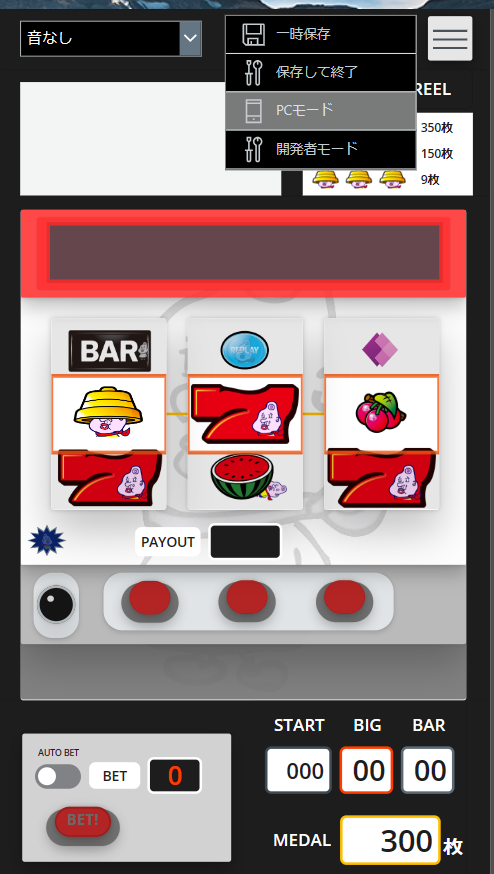 音なし
一時保存
保存して終了
PCモード
開発者モード
REEL
350枚
150枚
9枚
BAR
REPLAY
PAYOUT
AUTO BET
BET
0
BET!
START
BIG
BAR
000
00
00
MEDAL
300
枚